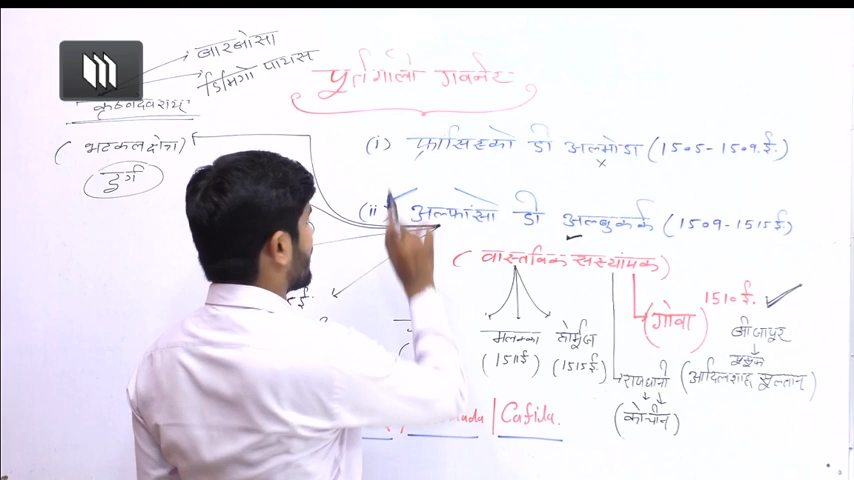 बारबोसा
डिमिगो पायस
कृष्णदेवराय
(भटकल क्षेत्र)
दुर्ग
पुर्तगाली गवर्नर
(i) फ्रांसिस्को डी अल्मोडा (1505-1509 ई.)
(ii) अल्फांसो डी अल्बुकर्क (1509-1515 ई.)
(वास्तविक संस्थापक)
1510 ई.
(गोवा)
बीजापुर
मलक्का
(1511 ई)
होर्मुज
(1515 ई.)
राजधानी
(कोचीन)
(आदिलशाह सुल्तान)
Cafila.